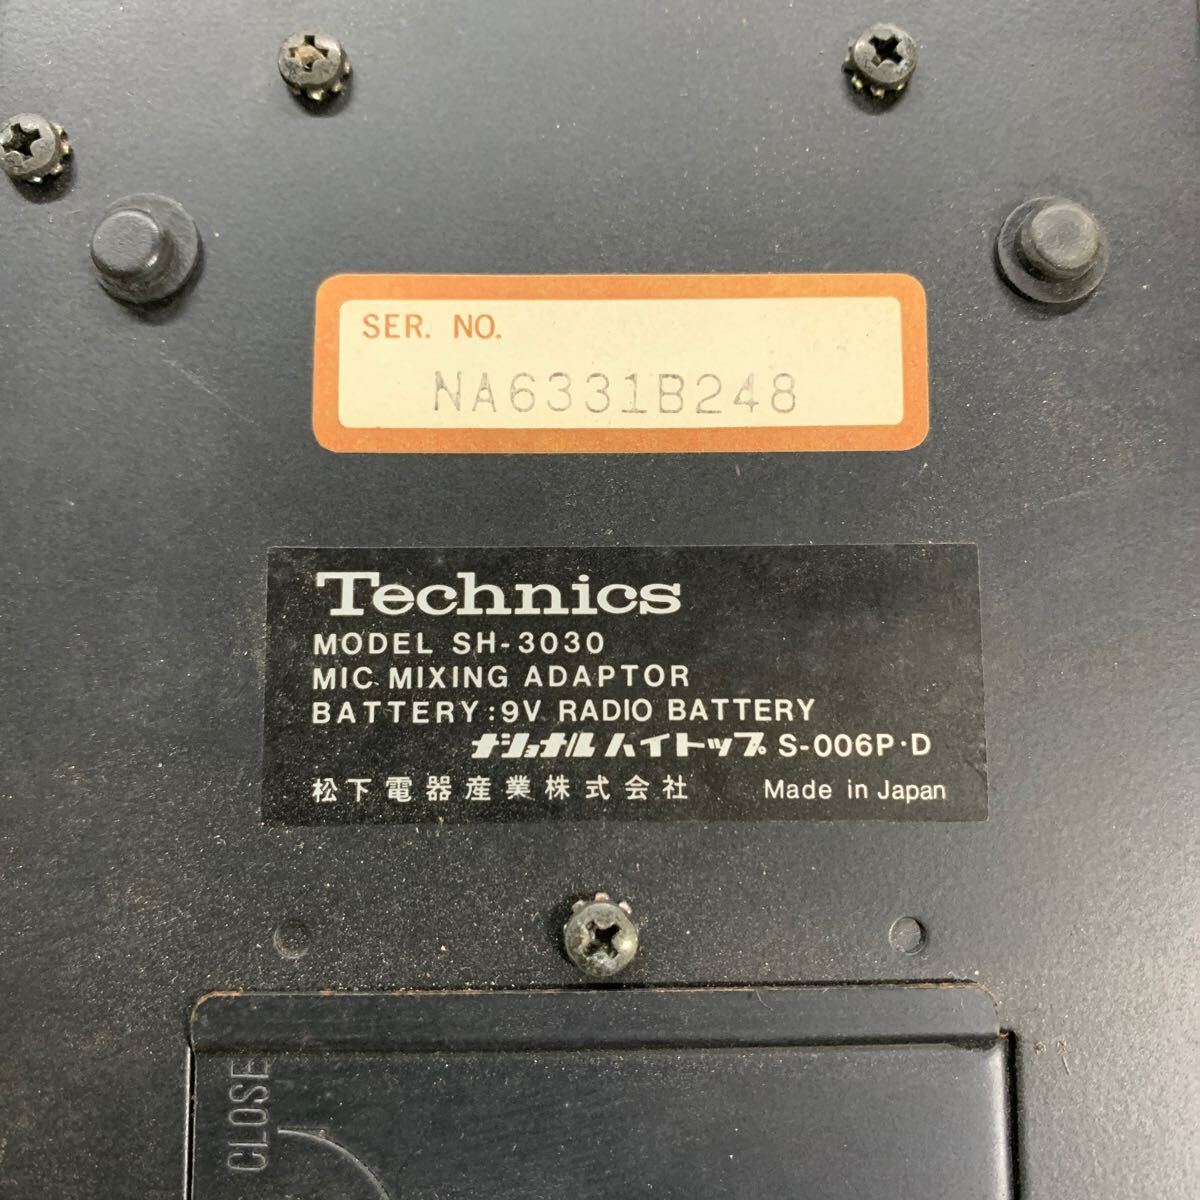 SER. NO.
NA6331B248
Technics
MODEL SH-3030
MIC MIXING ADAPTOR
BATTERY:9V RADIO BATTERY
ナショナル ハイトップ S-006P·D
松下電器産業株式会社 Made in Japan
CLOSE